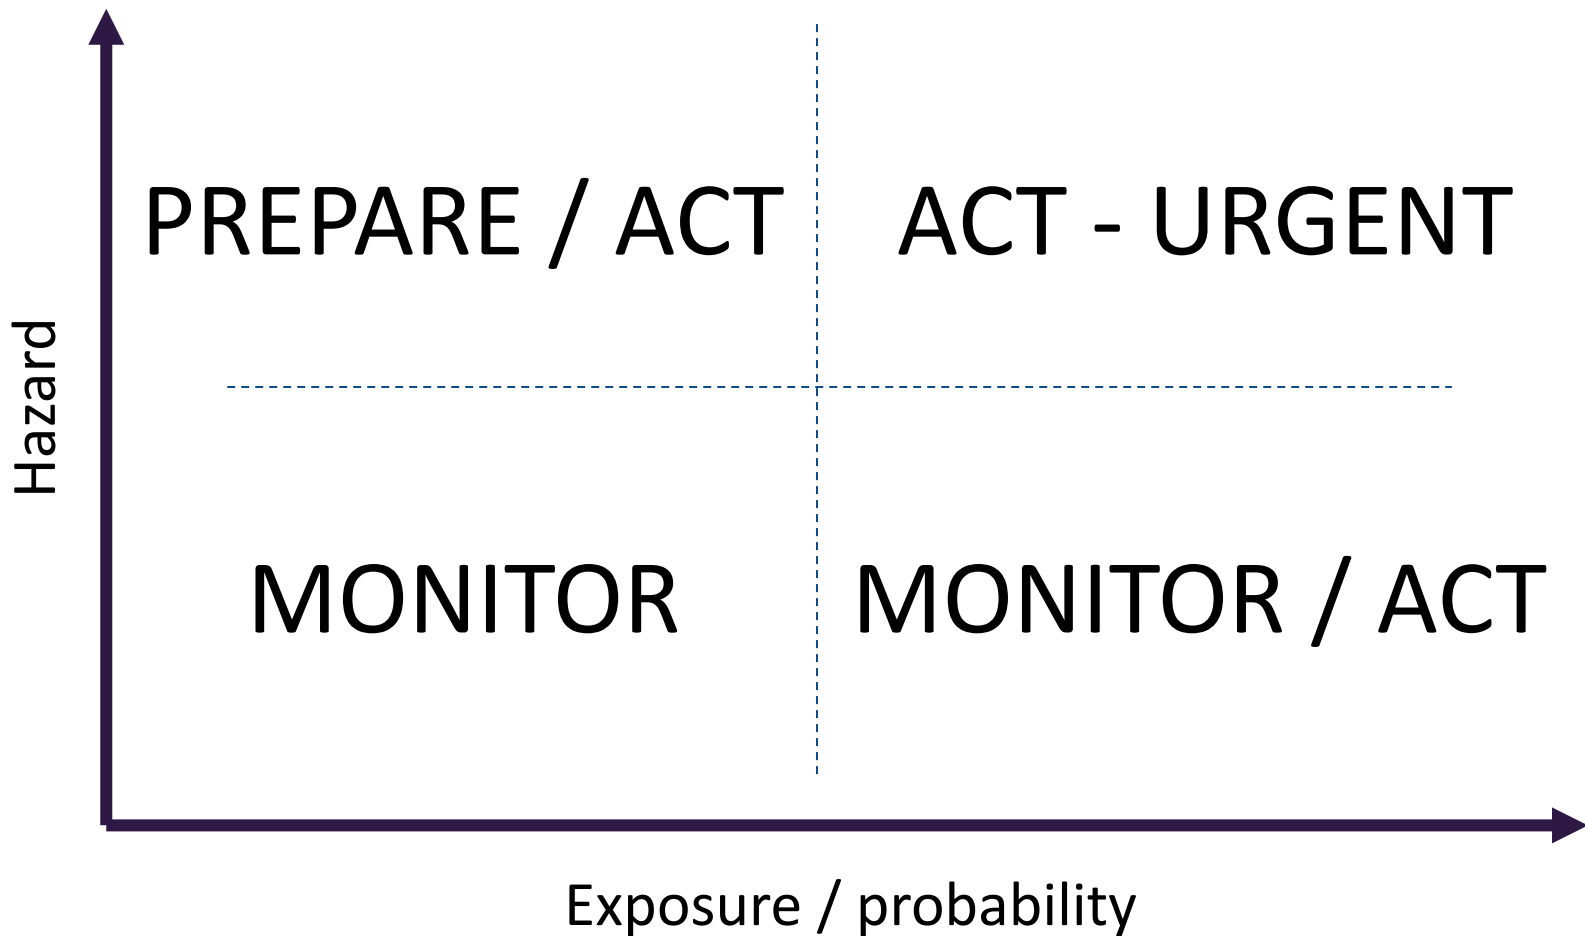 PREPARE / ACT
ACT - URGENT
Hazard
MONITOR
MONITOR / ACT
Exposure / probability